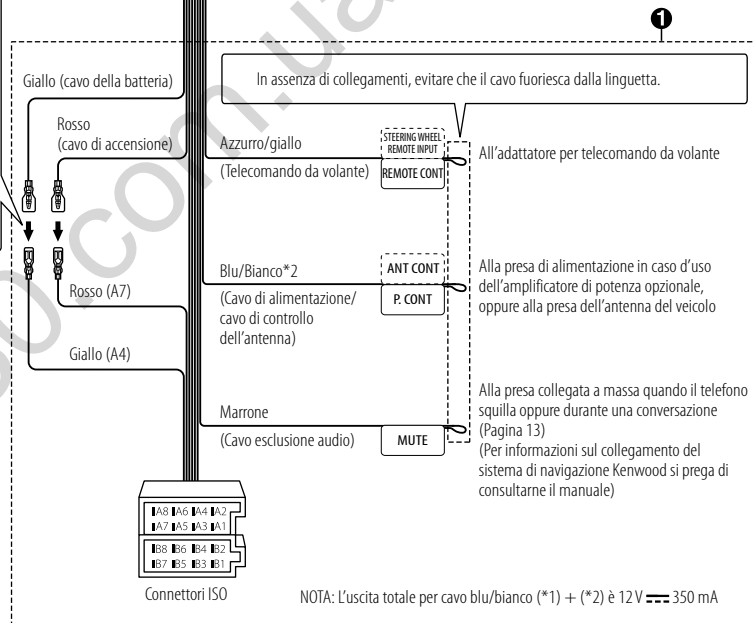 ❶
In assenza di collegamenti, evitare che il cavo fuoriesca dalla linguetta.
Giallo (cavo della batteria)
Rosso
(cavo di accensione)
Azzurro/giallo
(Telecomando da volante)
STEERING WHEEL
REMOTE INPUT
REMOTE CONT
All'adattatore per telecomando da volante
Blu/Bianco*2
(Cavo di alimentazione/
cavo di controllo
dell'antenna)
ANT CONT
P. CONT
Alla presa di alimentazione in caso d'uso
dell'amplificatore di potenza opzionale,
oppure alla presa dell'antenna del veicolo
Rosso (A7)
Giallo (A4)
Marrone
(Cavo esclusione audio)
MUTE
Alla presa collegata a massa quando il telefono
squilla oppure durante una conversazione
(Pagina 13)
(Per informazioni sul collegamento del
sistema di navigazione Kenwood si prega di
consultarne il manuale)
A8 A6 A4 A2
A7 A5 A3 A1
B8 B6 B4 B2
B7 B5 B3 B1
Connettori ISO
NOTA: L'uscita totale per cavo blu/bianco (*1) + (*2) è 12 V ⎓ 350 mA
.com.ua